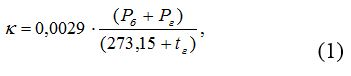 κ = 0,0029 · (P_б + P_г) / (273,15 + t_г), (1)